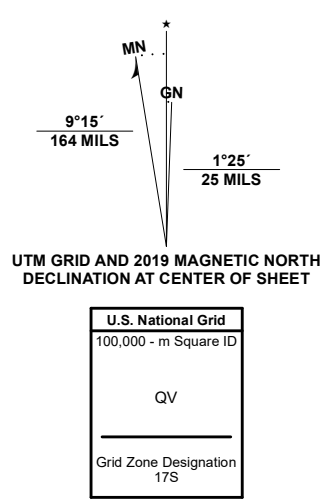 ★
MN
GN
9°15´
164 MILS
1°25´
25 MILS
UTM GRID AND 2019 MAGNETIC NORTH
DECLINATION AT CENTER OF SHEET
U.S. National Grid
100,000 - m Square ID
QV
Grid Zone Designation
17S